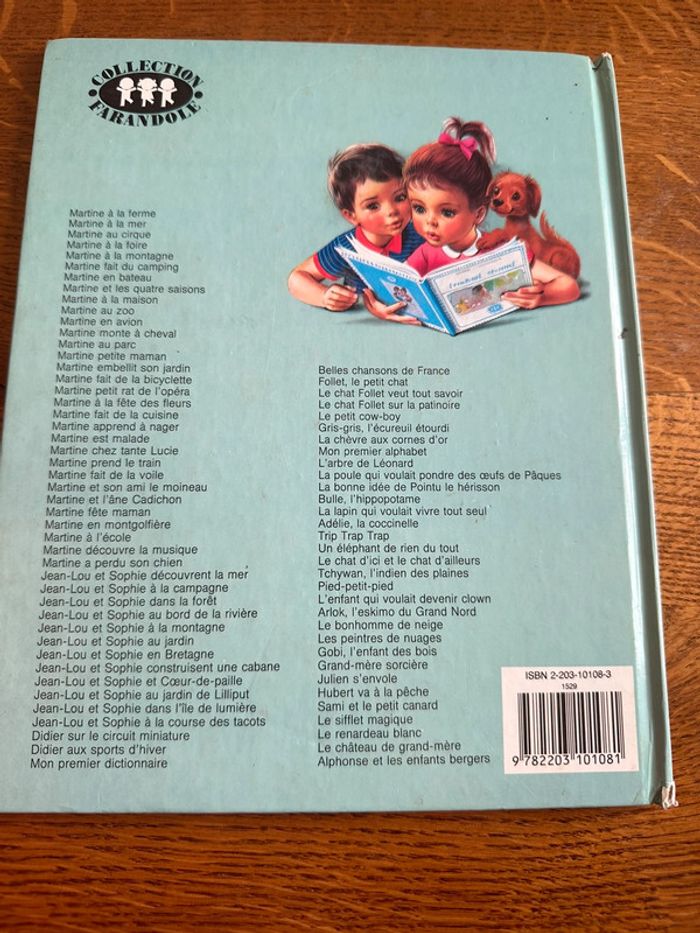 COLLECTION
FARANDOLE
Martine à la ferme
Martine à la mer
Martine au cirque
Martine à la foire
Martine à la montagne
Martine fait du camping
Martine en bateau
Martine et les quatre saisons
Martine à la maison
Martine au zoo
Martine en avion
Martine monte à cheval
Martine au parc
Martine petite maman
Martine embellit son jardin
Martine fait de la bicyclette
Martine petit rat de l'opéra
Martine à la fête des fleurs
Martine fait de la cuisine
Martine apprend à nager
Martine est malade
Martine chez tante Lucie
Martine prend le train
Martine fait de la voile
Martine et son ami le moineau
Martine et l'âne Cadichon
Martine fête maman
Martine en montgolfière
Martine à l'école
Martine découvre la musique
Martine a perdu son chien
Jean-Lou et Sophie découvrent la mer
Jean-Lou et Sophie à la campagne
Jean-Lou et Sophie dans la forêt
Jean-Lou et Sophie au bord de la rivière
Jean-Lou et Sophie à la montagne
Jean-Lou et Sophie au jardin
Jean-Lou et Sophie en Bretagne
Jean-Lou et Sophie construisent une cabane
Jean-Lou et Sophie et Cœur-de-paille
Jean-Lou et Sophie au jardin de Lilliput
Jean-Lou et Sophie dans l'île de lumière
Jean-Lou et Sophie à la course des tacots
Didier sur le circuit miniature
Didier aux sports d'hiver
Mon premier dictionnaire
Belles chansons de France
Follet, le petit chat
Le chat Follet veut tout savoir
Le chat Follet sur la patinoire
Le petit cow-boy
Gris-gris, l'écureuil étourdi
La chèvre aux cornes d'or
Mon premier alphabet
L'arbre de Léonard
La poule qui voulait pondre des œufs de Pâques
La bonne idée de Pointu le hérisson
Bulle, l'hippopotame
La lapin qui voulait vivre tout seul
Adélie, la coccinelle
Trip Trap Trap
Un éléphant de rien du tout
Le chat d'ici et le chat d'ailleurs
Tchywan, l'indien des plaines
Pied-petit-pied
L'enfant qui voulait devenir clown
Arlok, l'eskimo du Grand Nord
Le bonhomme de neige
Les peintres de nuages
Gobi, l'enfant des bois
Grand-mère sorcière
Julien s'envole
Hubert va à la pêche
Sami et le petit canard
Le sifflet magique
Le renardeau blanc
Le château de grand-mère
Alphonse et les enfants bergers
ISBN 2-203-10108-3
1529
9 782203 101081